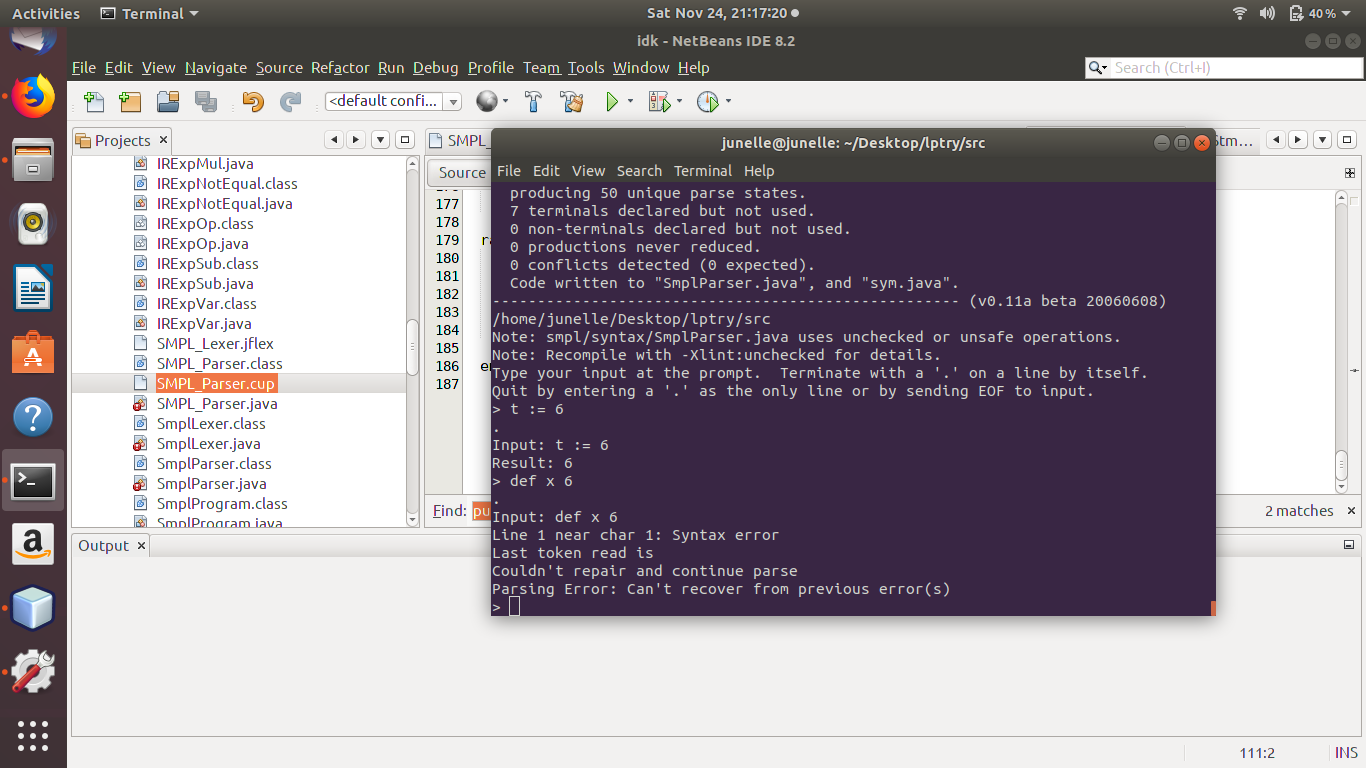 Activities Terminal Sat Nov 24, 21:17:20 40%
idk - NetBeans IDE 8.2
File Edit View Navigate Source Refactor Run Debug Profile Team Tools Window Help
Search (Ctrl+I)
<default confi...
Projects
IRExpMul.java
IRExpNotEqual.class
IRExpNotEqual.java
IRExpOp.class
IRExpOp.java
IRExpSub.class
IRExpSub.java
IRExpVar.class
IRExpVar.java
SMPL_Lexer.jflex
SMPL_Parser.class
SMPL_Parser.cup
SMPL_Parser.java
SmplLexer.class
SmplLexer.java
SmplParser.class
SmplParser.java
SmplProgram.class
SmplProgram.java
SMPL_
Source
177
178
179
180
181
182
183
184
185
186
187
Find: pu
2 matches
Output
111:2 INS
junelle@junelle: ~/Desktop/lptry/src
File Edit View Search Terminal Help
producing 50 unique parse states.
7 terminals declared but not used.
0 non-terminals declared but not used.
0 productions never reduced.
0 conflicts detected (0 expected).
Code written to "SmplParser.java", and "sym.java".
---------------------------------------------------- (v0.11a beta 20060608)
/home/junelle/Desktop/lptry/src
Note: smpl/syntax/SmplParser.java uses unchecked or unsafe operations.
Note: Recompile with -Xlint:unchecked for details.
Type your input at the prompt.  Terminate with a '.' on a line by itself.
Quit by entering a '.' as the only line or by sending EOF to input.
> t := 6
.
Input: t := 6
Result: 6
> def x 6
.
Input: def x 6
Line 1 near char 1: Syntax error
Last token read is
Couldn't repair and continue parse
Parsing Error: Can't recover from previous error(s)
>